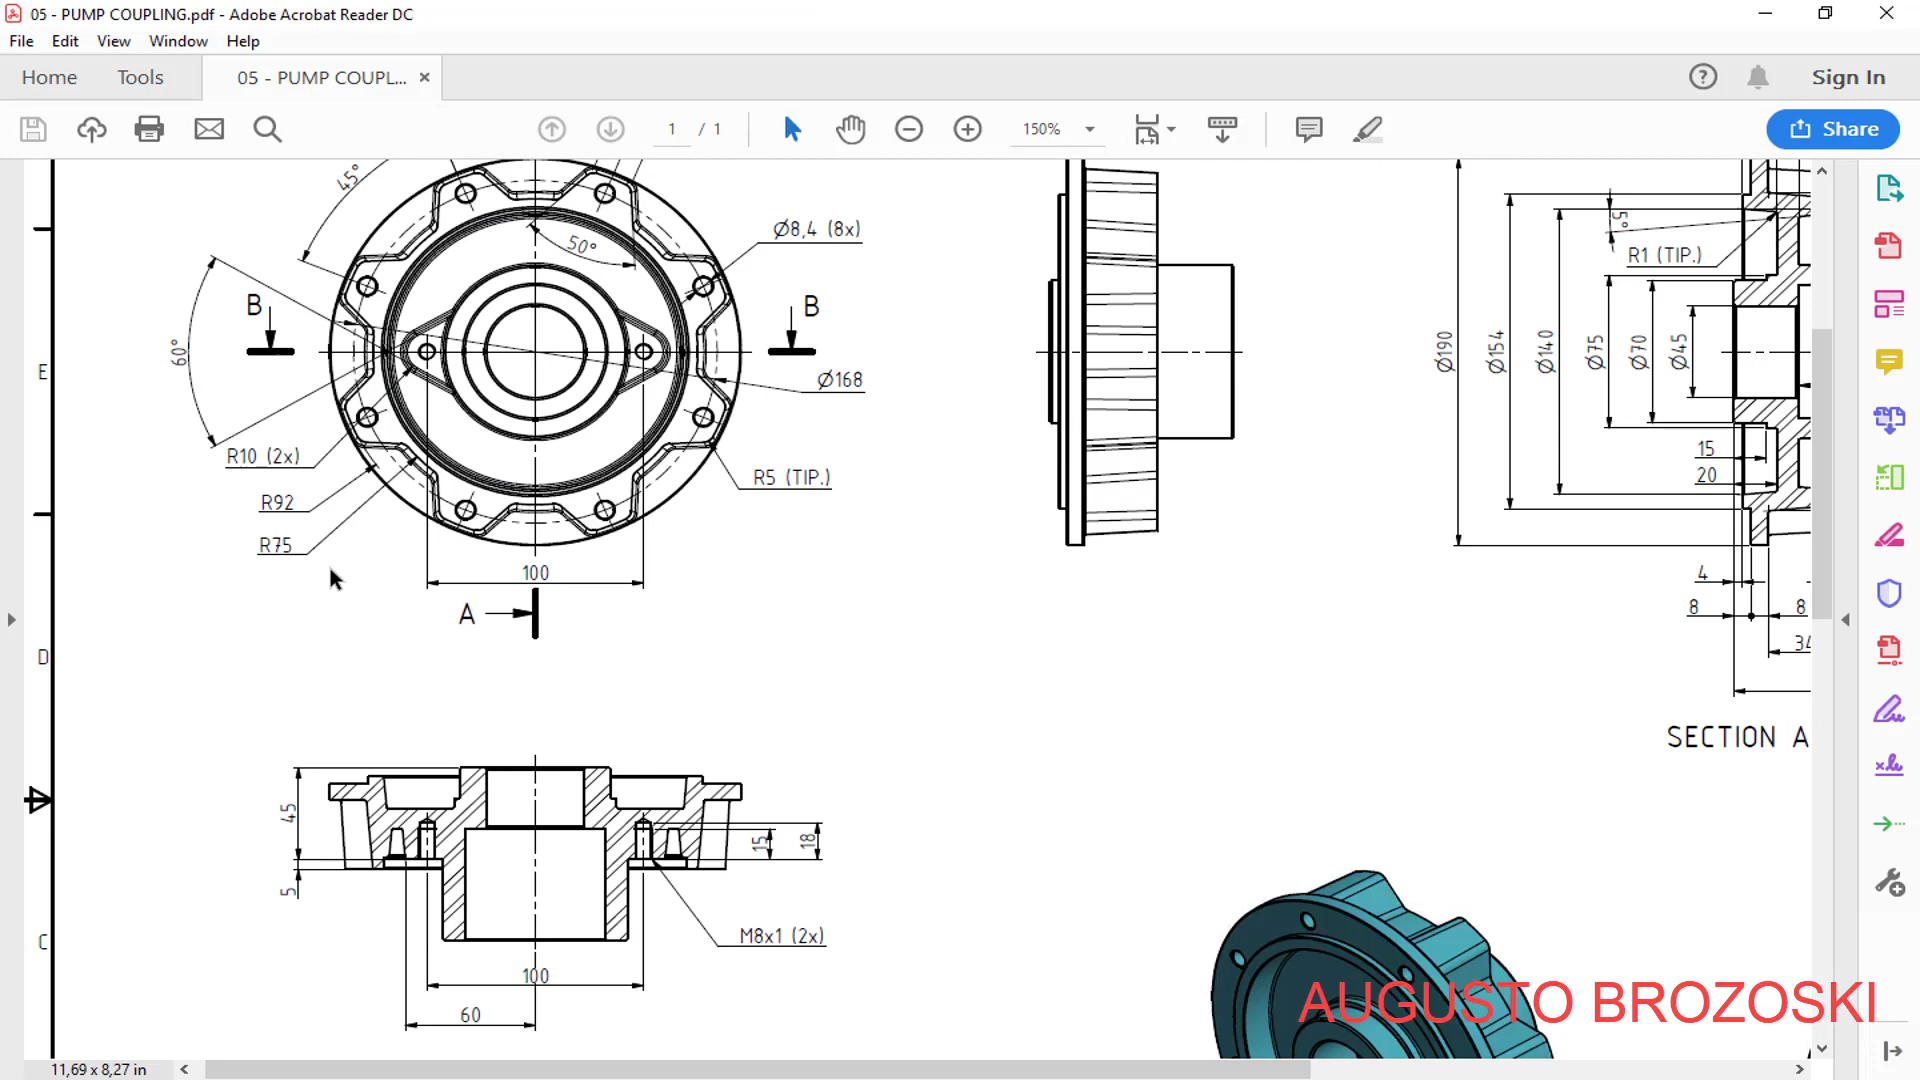 05 - PUMP COUPLING.pdf - Adobe Acrobat Reader DC
File Edit View Window Help
Home Tools 05 - PUMP COUPL... × Sign In
1 / 1 150% Share
45°
50°
Ø8,4 (8x)
B B
60°
Ø168
R10 (2x)
R5 (TIP.)
R92
R75
100
A
E
D
C
5°
R1 (TIP.)
Ø190 Ø154 Ø140 Ø75 Ø70 Ø45
15
20
4
8 8
34
SECTION A
45
15 18
5
M8x1 (2x)
100
60
AUGUSTO BROZOSKI
11,69 x 8,27 in